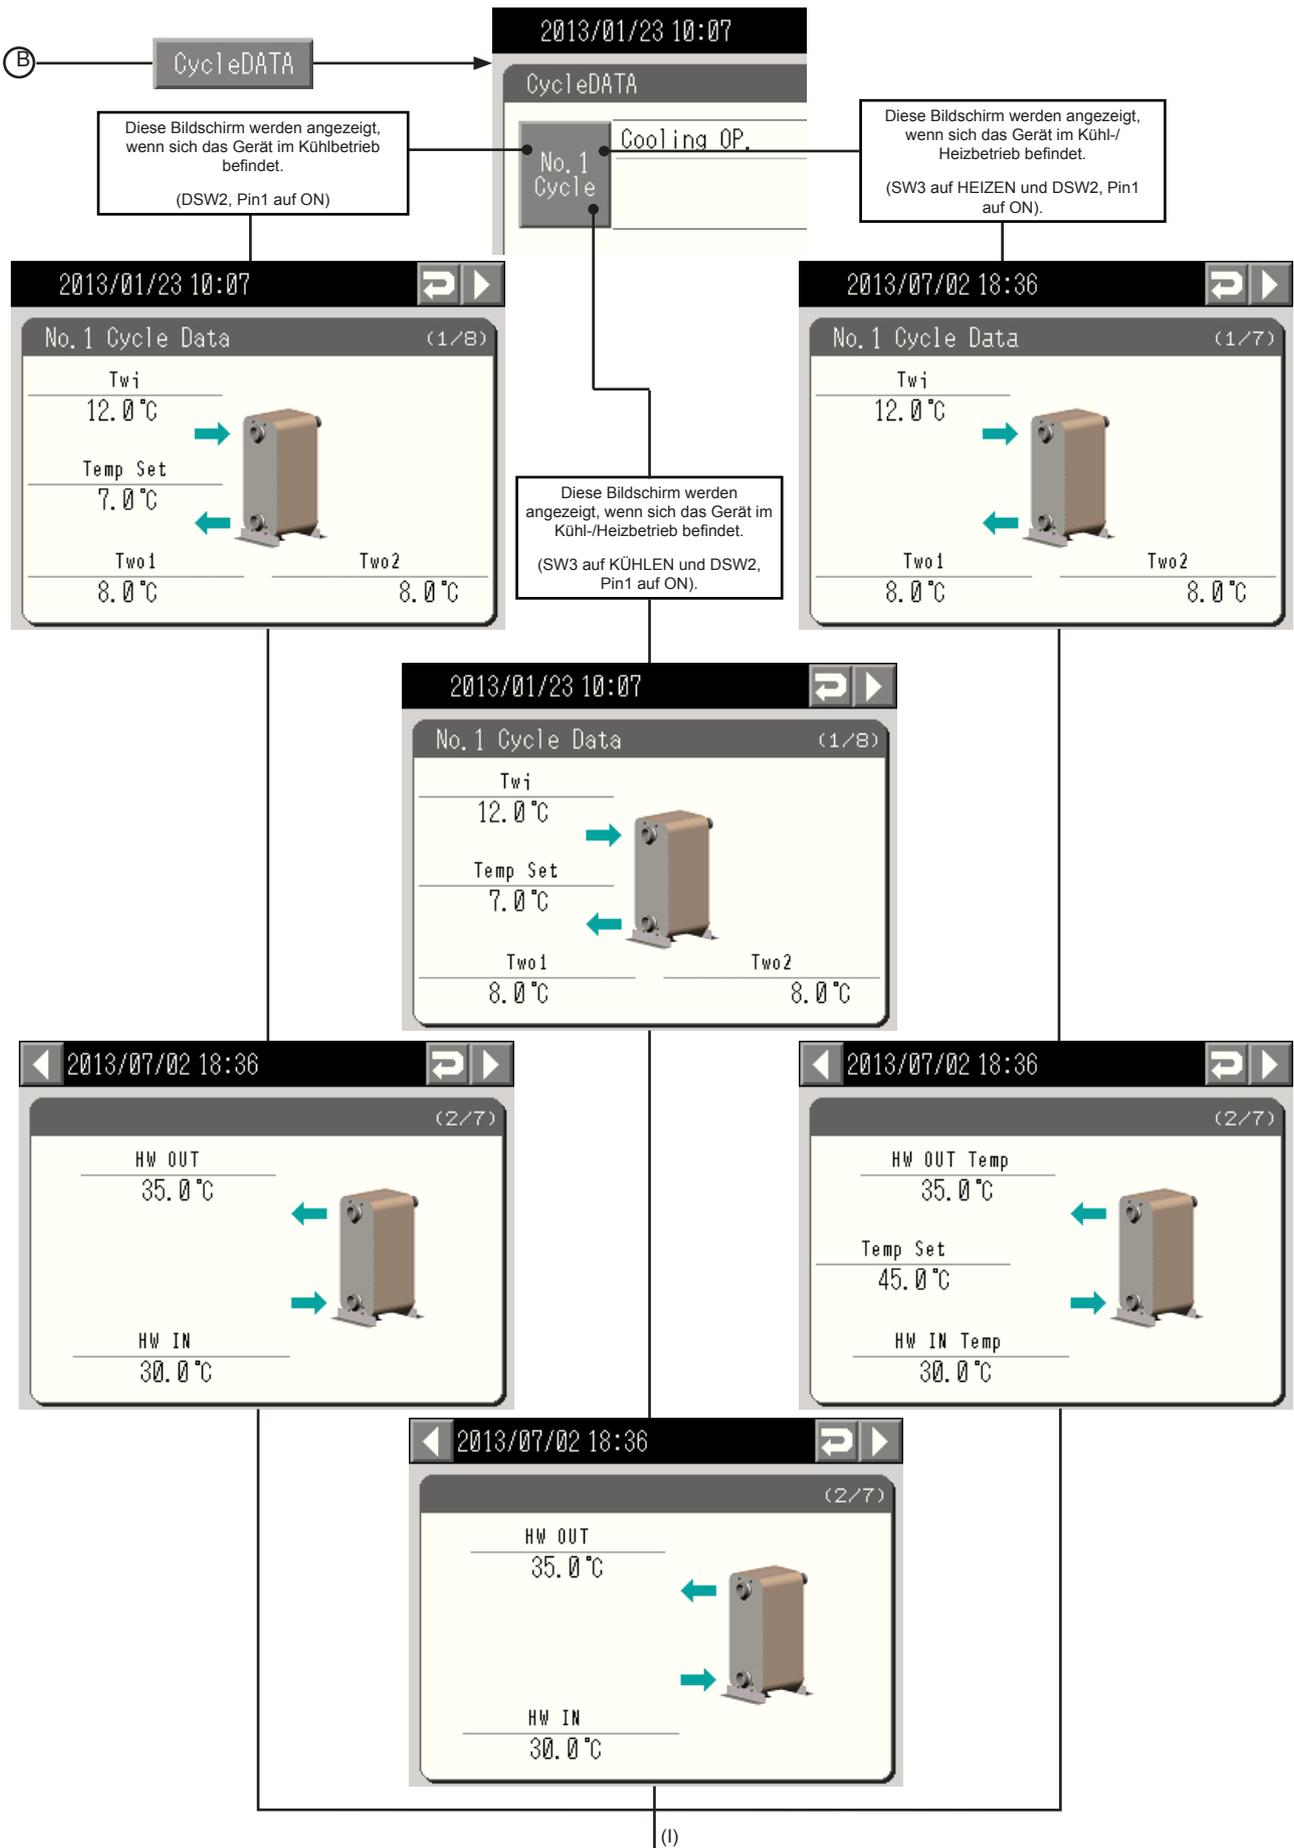 2013/01/23 10:07
B
CycleDATA
CycleDATA
Diese Bildschirm werden angezeigt,
wenn sich das Gerät im Kühlbetrieb
befindet.
(DSW2, Pin1 auf ON)
No.1
Cycle
Cooling OP.
Diese Bildschirm werden angezeigt,
wenn sich das Gerät im Kühl-/
Heizbetrieb befindet.
(SW3 auf HEIZEN und DSW2, Pin1
auf ON).
2013/01/23 10:07
No.1 Cycle Data (1/8)
Twi
12.0°C
Temp Set
7.0°C
Two1 Two2
8.0°C 8.0°C
2013/07/02 18:36
No.1 Cycle Data (1/7)
Twi
12.0°C
Two1 Two2
8.0°C 8.0°C
Diese Bildschirm werden
angezeigt, wenn sich das Gerät im
Kühl-/Heizbetrieb befindet.
(SW3 auf KÜHLEN und DSW2,
Pin1 auf ON).
2013/01/23 10:07
No.1 Cycle Data (1/8)
Twi
12.0°C
Temp Set
7.0°C
Two1 Two2
8.0°C 8.0°C
2013/07/02 18:36
(2/7)
HW OUT
35.0°C
HW IN
30.0°C
2013/07/02 18:36
(2/7)
HW OUT Temp
35.0°C
Temp Set
45.0°C
HW IN Temp
30.0°C
2013/07/02 18:36
(2/7)
HW OUT
35.0°C
HW IN
30.0°C
(I)